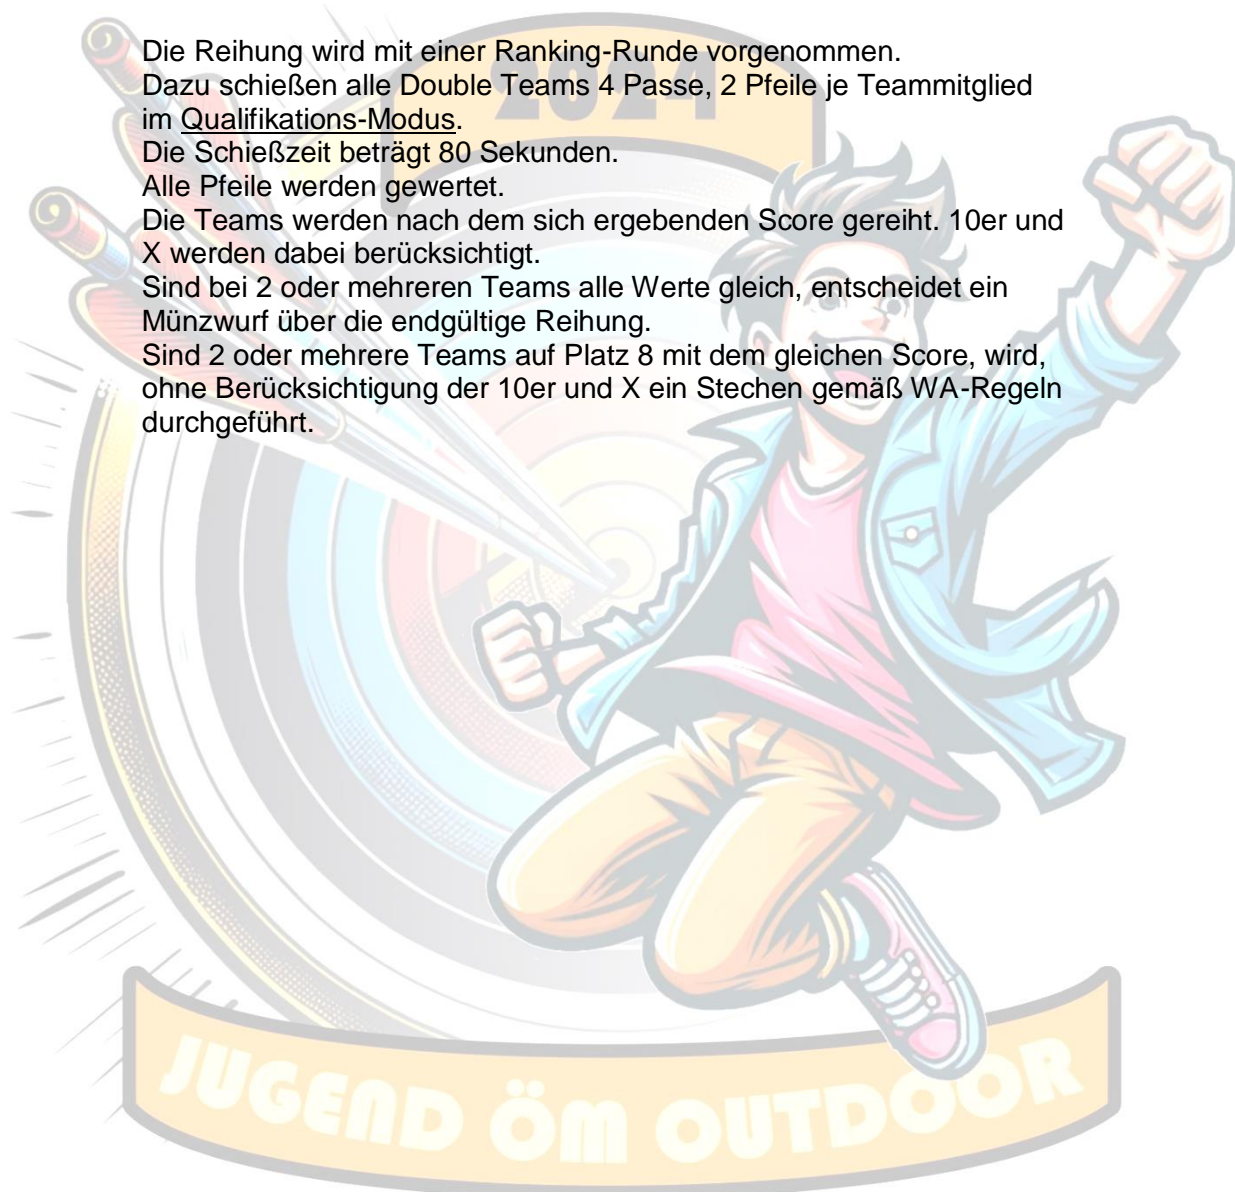 Die Reihung wird mit einer Ranking-Runde vorgenommen.
2024
Dazu schießen alle Double Teams 4 Passe, 2 Pfeile je Teammitglied
im Qualifikations-Modus.
Die Schießzeit beträgt 80 Sekunden.
Alle Pfeile werden gewertet.
Die Teams werden nach dem sich ergebenden Score gereiht. 10er und
X werden dabei berücksichtigt.
Sind bei 2 oder mehreren Teams alle Werte gleich, entscheidet ein
Münzwurf über die endgültige Reihung.
Sind 2 oder mehrere Teams auf Platz 8 mit dem gleichen Score, wird,
ohne Berücksichtigung der 10er und X ein Stechen gemäß WA-Regeln
durchgeführt.
JUGEND ÖM OUTDOOR